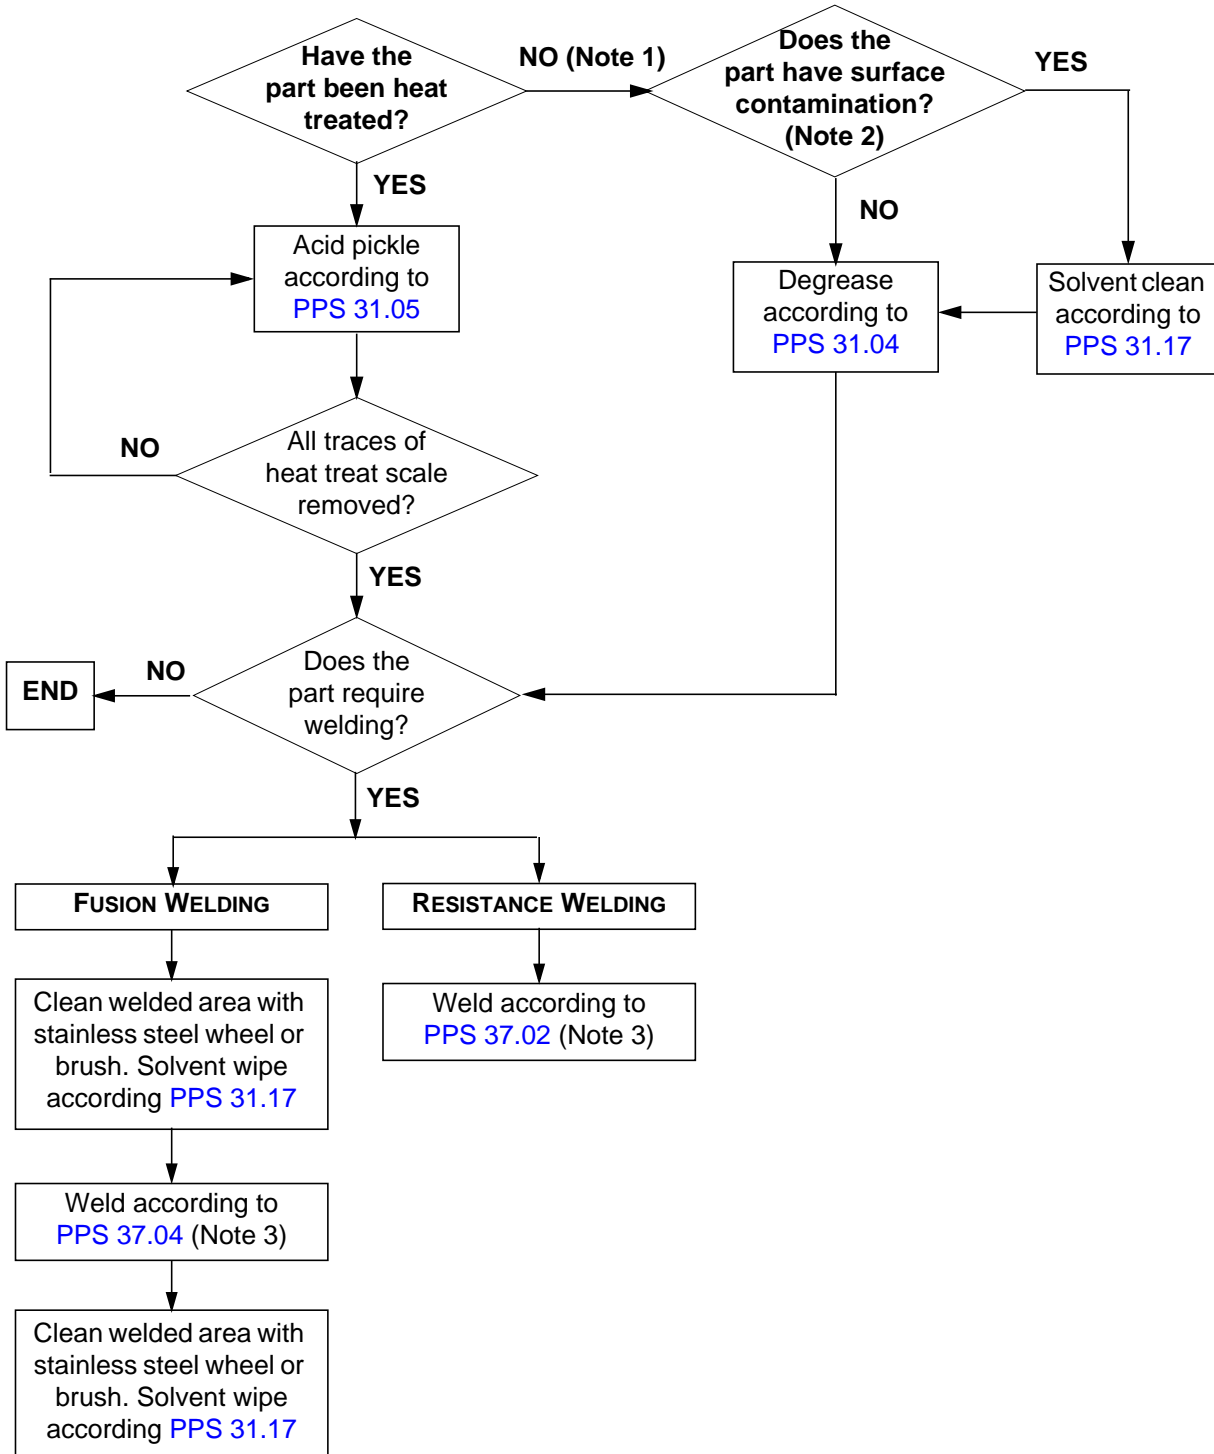 Have the
part been heat
treated?
NO (Note 1)
Does the
part have surface
contamination?
(Note 2)
YES
YES
NO
Acid pickle
according to
PPS 31.05
Degrease
according to
PPS 31.04
Solvent clean
according to
PPS 31.17
NO
All traces of
heat treat scale
removed?
YES
END
NO
Does the
part require
welding?
YES
FUSION WELDING
RESISTANCE WELDING
Clean welded area with
stainless steel wheel or
brush. Solvent wipe
according PPS 31.17
Weld according to
PPS 37.02 (Note 3)
Weld according to
PPS 37.04 (Note 3)
Clean welded area with
stainless steel wheel or
brush. Solvent wipe
according PPS 31.17